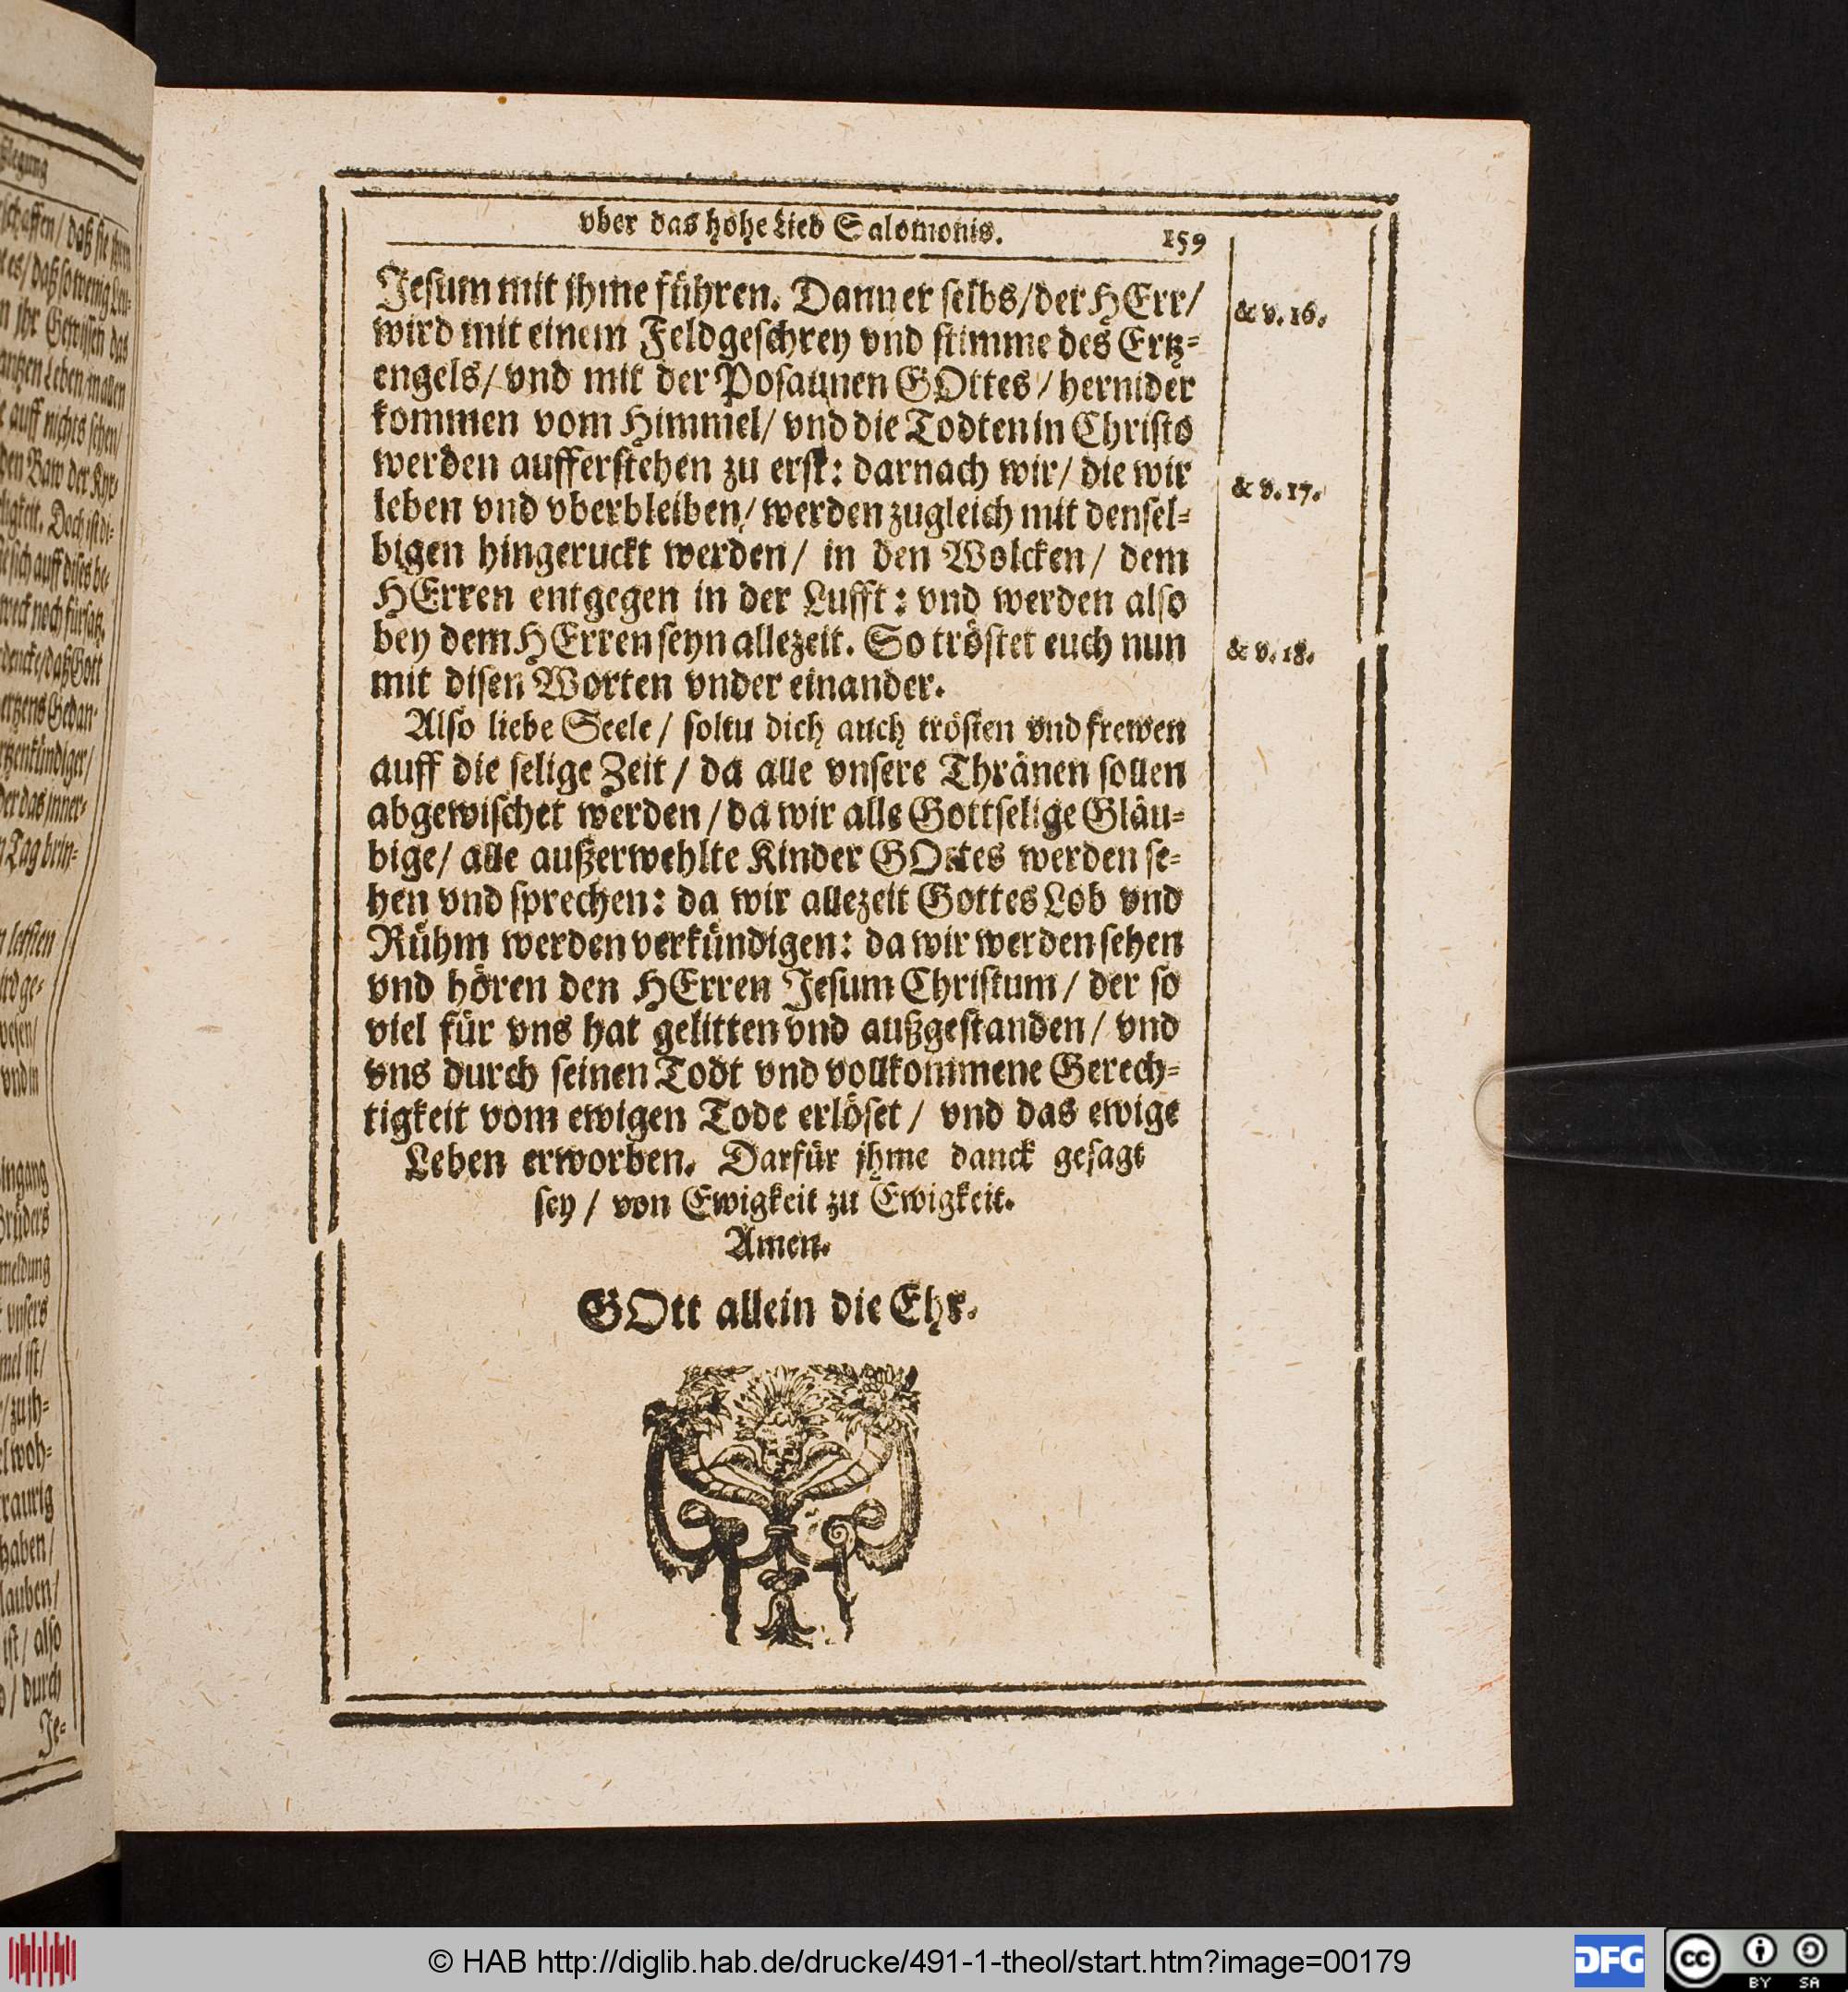 vber das hohe Lied Salomonis. 159
Jesum mit jhme führen. Dann er selbs/der HErr/
& v. 16.
wird mit einem Feldgeschrey vnd stimme des Ertz-
engels/ vnd mit der Posaunen GOttes/ hernider
kommen vom Himmel/ vnd die Todten in Christo
werden aufferstehen zu erst: darnach wir/ die wir
& v. 17.
leben vnd vberbleiben/ werden zugleich mit densel-
bigen hingeruckt werden/ in den Wolcken/ dem
HErren entgegen in der Lufft: vnd werden also
bey dem HErren seyn allezeit. So tröstet euch nun
& v. 18.
mit disen Worten vnder einander.
Also liebe Seele/ soltu dich auch trösten vnd frewen
auff die selige Zeit/ da alle vnsere Thränen sollen
abgewischet werden/ da wir alle Gottselige Gläu-
bige/ alle außerwehlte Kinder GOttes werden se-
hen vnd sprechen: da wir allezeit Gottes Lob vnd
Rühm werden verkündigen: da wir werden sehen
vnd hören den HErren Jesum Christum/ der so
viel für vns hat gelitten vnd außgestanden/ vnd
vns durch seinen Todt vnd vollkommene Gerech-
tigkeit vom ewigen Tode erlöset/ vnd das ewige
Leben erworben. Darfür jhme danck gesagt
sey/ von Ewigkeit zu Ewigkeit.
Amen.
GOtt allein die Ehr.
© HAB http://diglib.hab.de/drucke/491-1-theol/start.htm?image=00179
DFG
cc BY SA